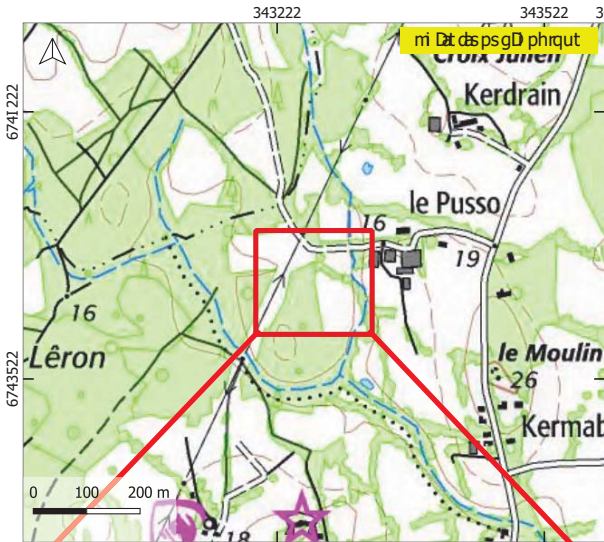 343222 343522 3
Croix Julien
Kerdrain
6741222
le Pusso
16
19
16
Lêron
6743522
le Moulin
26
Kermab
0 100 200 m
18